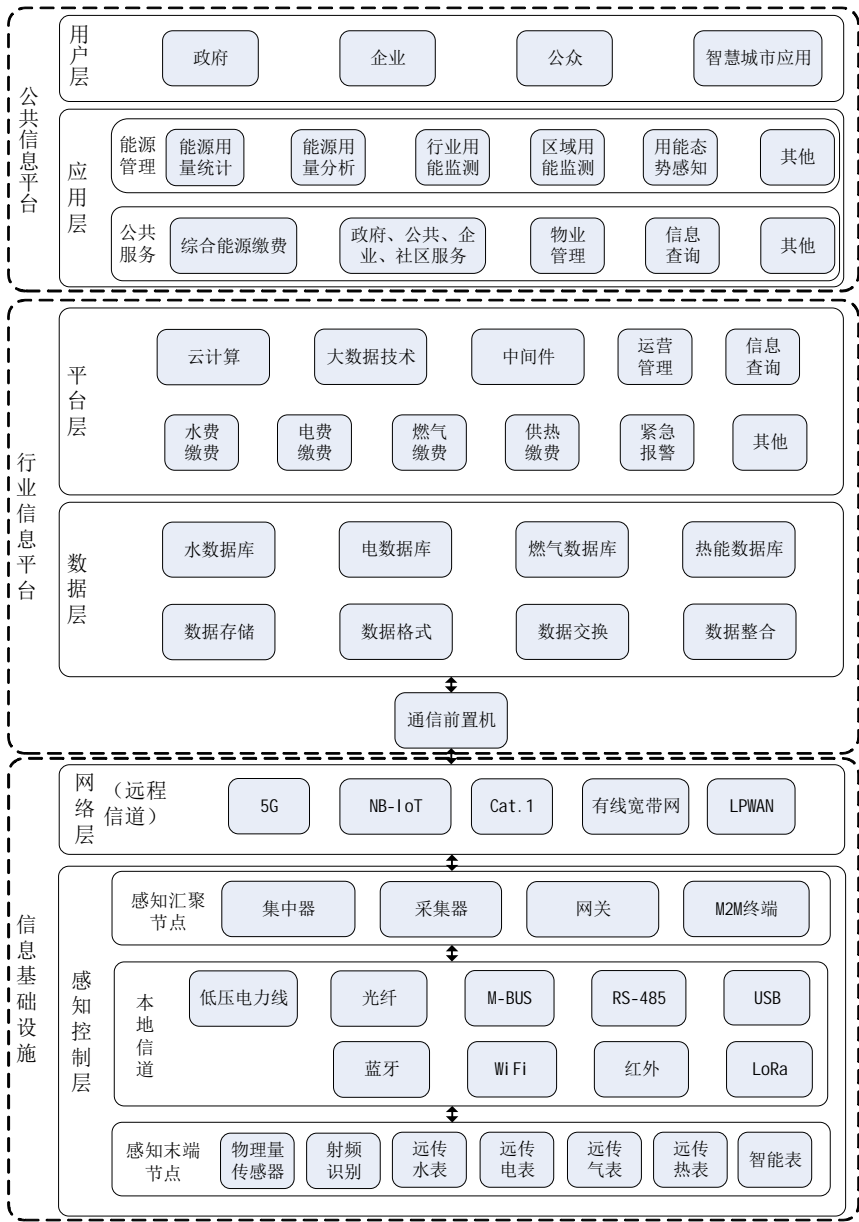 公共信息平台
用户层
政府
企业
公众
智慧城市应用
应用层
能源
管理
能源用
量统计
能源用
量分析
行业用
能监测
区域用
能监测
用能态
势感知
其他
公共
服务
综合能源缴费
政府、公共、企
业、社区服务
物业
管理
信息
查询
其他
行业信息平台
平台层
云计算
大数据技术
中间件
运营
管理
信息
查询
水费
缴费
电费
缴费
燃气
缴费
供热
缴费
紧急
报警
其他
数据层
水数据库
电数据库
燃气数据库
热能数据库
数据存储
数据格式
数据交换
数据整合
通信前置机
信息基础设施
网络层
(远程
信道)
5G
NB-IoT
Cat.1
有线宽带网
LPWAN
感知控制层
感知汇聚
节点
集中器
采集器
网关
M2M终端
本地信道
低压电力线
光纤
M-BUS
RS-485
USB
蓝牙
WiFi
红外
LoRa
感知末端
节点
物理量
传感器
射频
识别
远传
水表
远传
电表
远传
气表
远传
热表
智能表